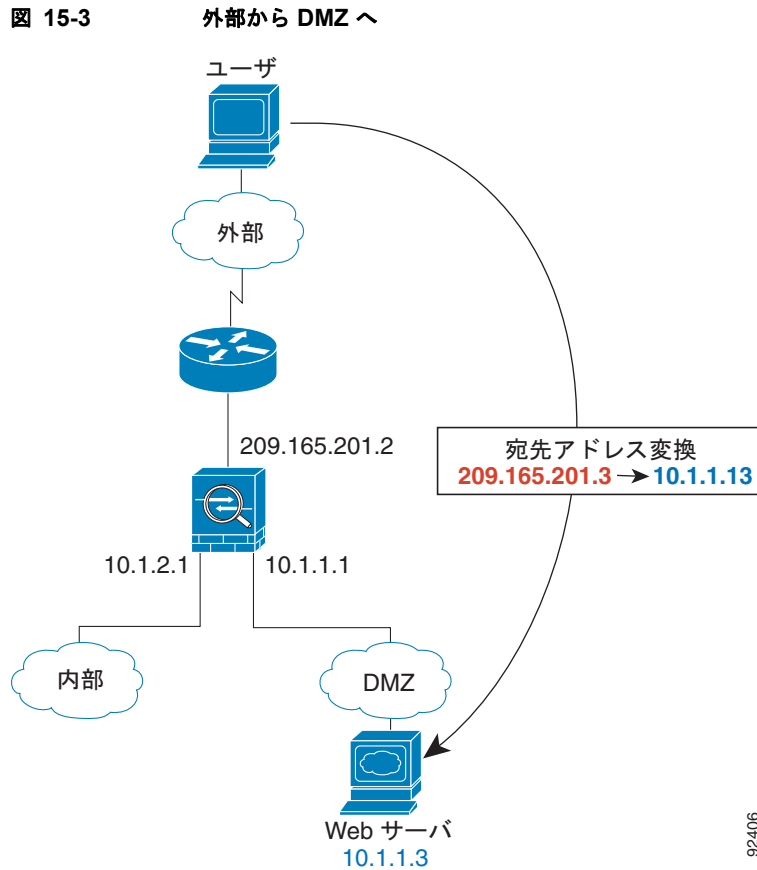 図 15-3 外部から DMZ へ
ユーザ
外部
209.165.201.2
宛先アドレス変換
209.165.201.3 → 10.1.1.13
10.1.2.1
10.1.1.1
内部
DMZ
Web サーバ
10.1.1.3
92406